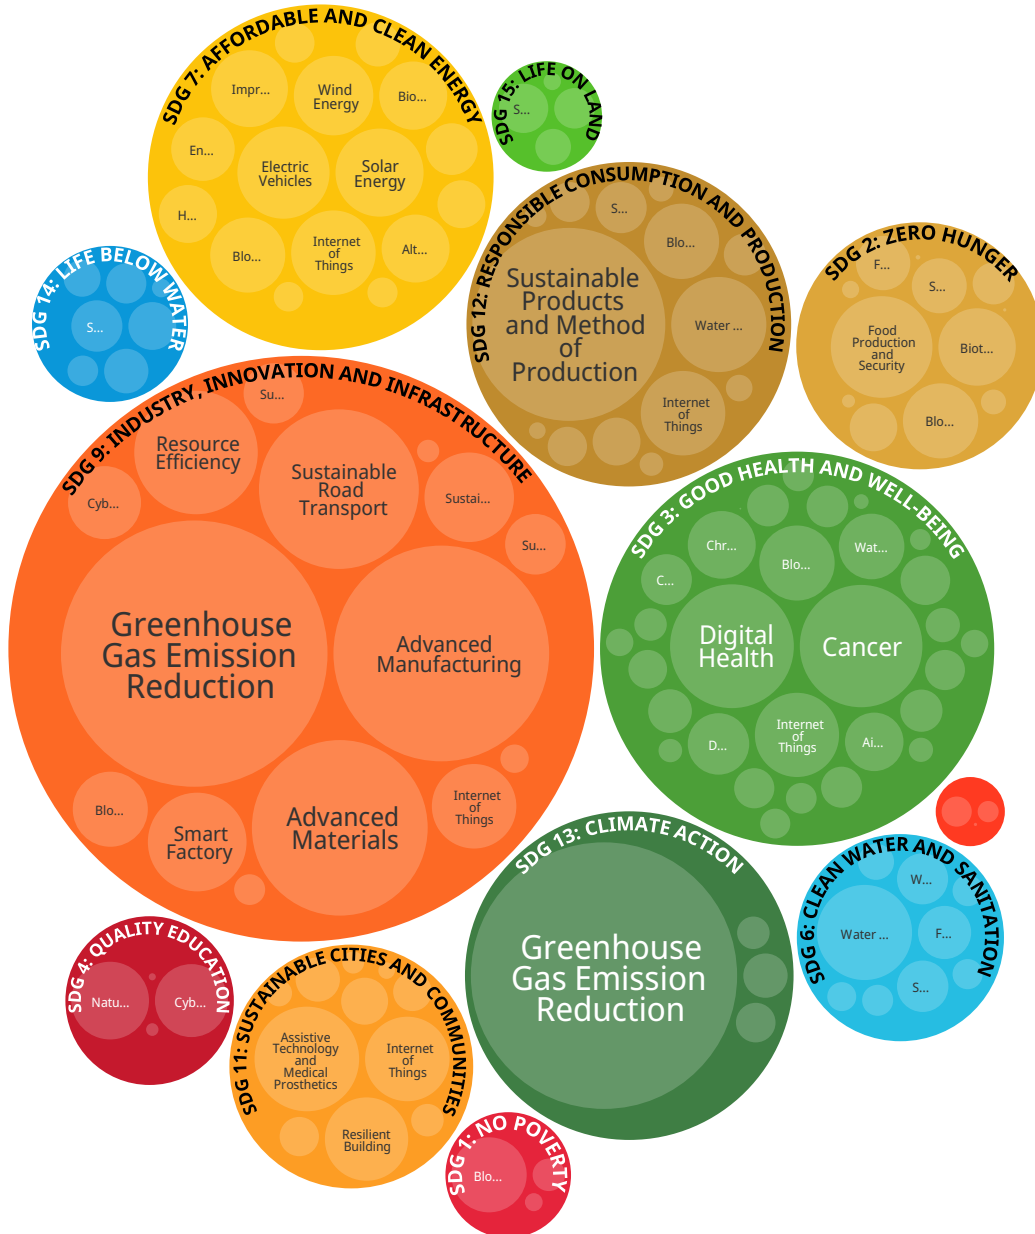 SDG 7: AFFORDABLE AND CLEAN ENERGY
Impr...
Wind
Energy
Bio...
En...
Electric
Vehicles
Solar
Energy
H...
Blo...
Internet
of
Things
Alt...
SDG 15: LIFE ON LAND
S...
SDG 12: RESPONSIBLE CONSUMPTION AND PRODUCTION
S...
Blo...
Sustainable
Products
and Method
of
Production
Water ...
Internet
of
Things
SDG 2: ZERO HUNGER
F...
S...
Food
Production
and
Security
Biot...
Blo...
SDG 14: LIFE BELOW WATER
S...
SDG 9: INDUSTRY, INNOVATION AND INFRASTRUCTURE
Su...
Resource
Efficiency
Sustainable
Road
Transport
Cyb...
Sustai...
Su...
Greenhouse
Gas Emission
Reduction
Advanced
Manufacturing
Blo...
Smart
Factory
Advanced
Materials
Internet
of
Things
SDG 3: GOOD HEALTH AND WELL-BEING
Chr...
Blo...
Wat...
C...
Digital
Health
Cancer
D...
Internet
of
Things
Ai...
SDG 13: CLIMATE ACTION
Greenhouse
Gas Emission
Reduction
SDG 6: CLEAN WATER AND SANITATION
W...
Water ...
F...
S...
SDG 4: QUALITY EDUCATION
Natu...
Cyb...
SDG 11: SUSTAINABLE CITIES AND COMMUNITIES
Assistive
Technology
and
Medical
Prosthetics
Internet
of
Things
Resilient
Building
SDG 1: NO POVERTY
Blo...